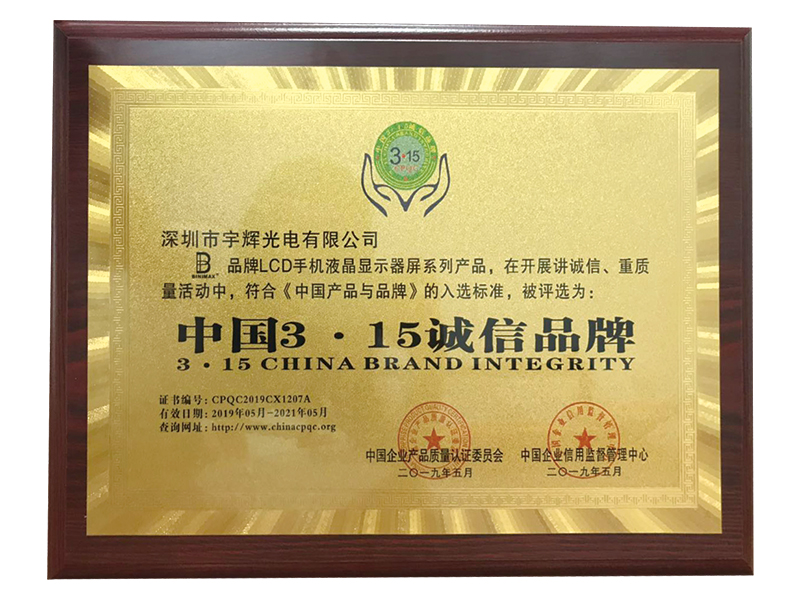 3·15
深圳市宇辉光电有限公司
B 品牌LCD手机液晶显示器屏系列产品，在开展讲诚信、重质
量活动中，符合《中国产品与品牌》的入选标准，被评选为：
中国3·15诚信品牌
3·15 CHINA BRAND INTEGRITY
证书编号：CPQC2019CX1207A
有效日期：2019年05月-2021年05月
查询网址：http://www.chinacpqc.org
中国企业产品质量认证委员会 中国企业信用监督管理中心
二〇一九年五月 二〇一九年五月